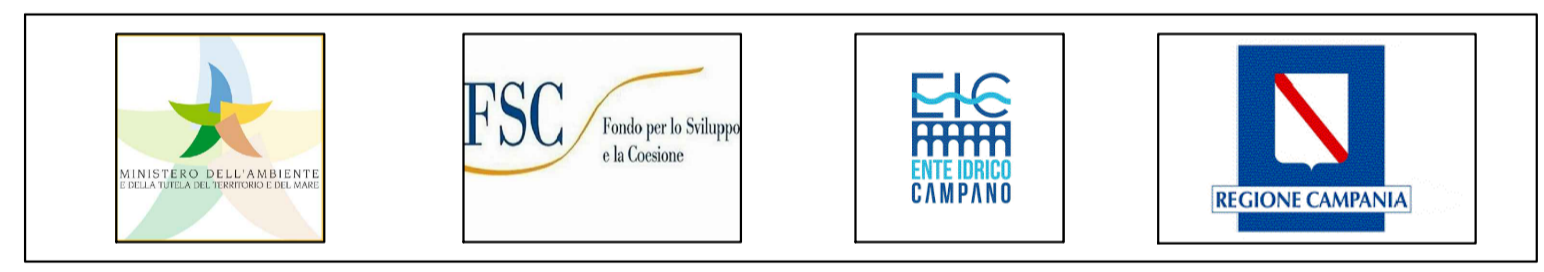 MINISTERO DELL'AMBIENTE
E DELLA TUTELA DEL TERRITORIO E DEL MARE
FSC
Fondo per lo Sviluppo
e la Coesione
EIC
ENTE IDRICO
CAMPANO
REGIONE CAMPANIA